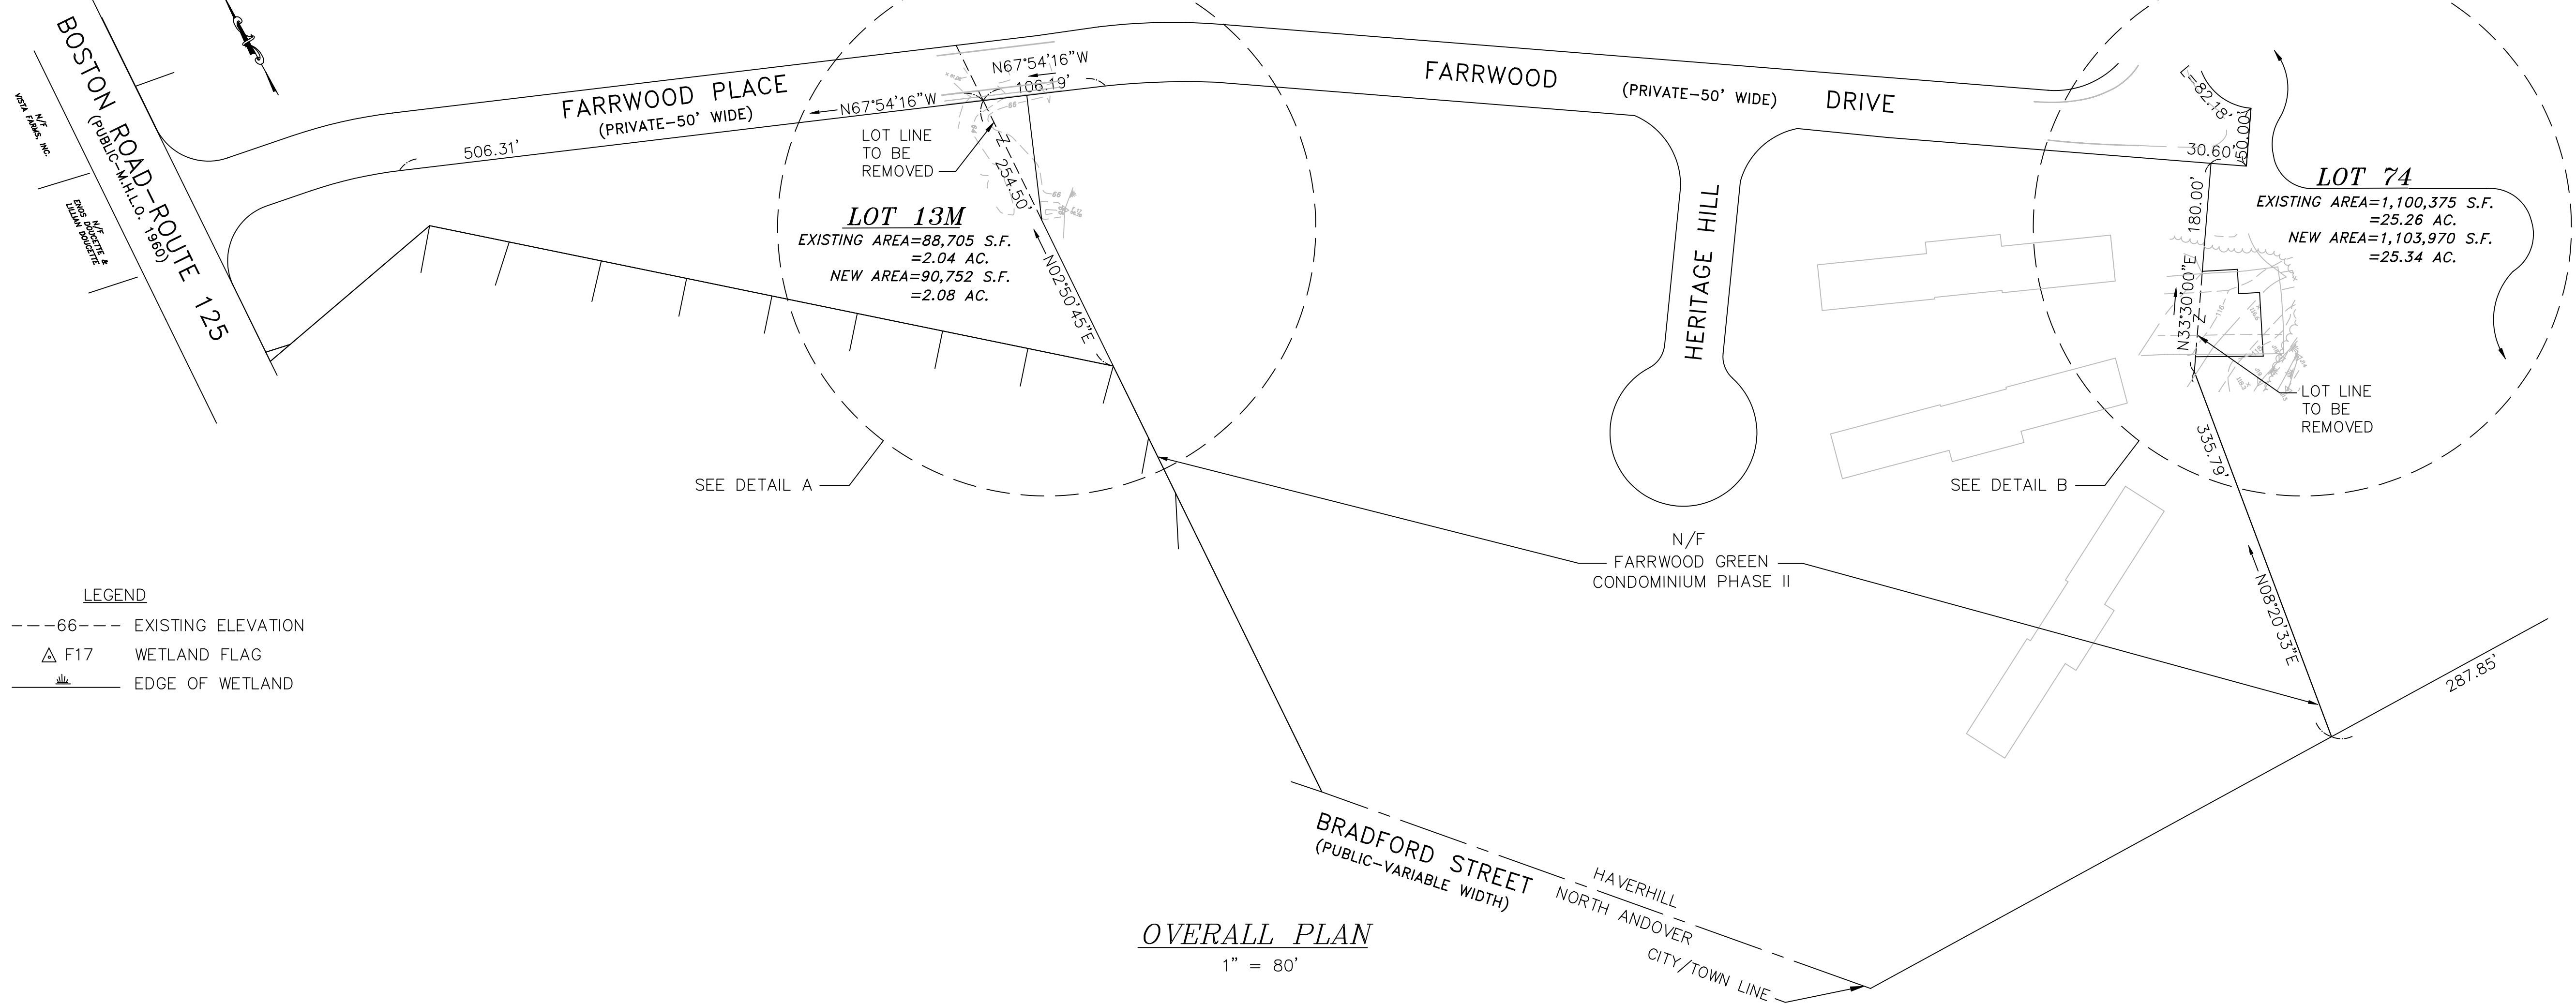 BOSTON ROAD-ROUTE 125
(PUBLIC-M.H.L.O. 1960)
N/F
VISTA FARMS, INC.
N/F
ENOS DOUCETTE &
LILLIAN DOUCETTE
FARRWOOD PLACE
(PRIVATE-50' WIDE)
506.31'
N67°54'16"W
N67°54'16"W
106.19'
66
64
LOT LINE
TO BE
REMOVED
Z
254.50'
66
LOT 13M
EXISTING AREA=88,705 S.F.
=2.04 AC.
NEW AREA=90,752 S.F.
=2.08 AC.
N02°50'45"E
SEE DETAIL A
FARRWOOD DRIVE
(PRIVATE-50' WIDE)
HERITAGE HILL
L=82.18'
50.00'
30.60'
180.00'
N33°30'00"E
Z
116
LOT 74
EXISTING AREA=1,100,375 S.F.
=25.26 AC.
NEW AREA=1,103,970 S.F.
=25.34 AC.
LOT LINE
TO BE
REMOVED
335.79'
SEE DETAIL B
N08°20'33"E
287.85'
N/F
FARRWOOD GREEN
CONDOMINIUM PHASE II
LEGEND
---66--- EXISTING ELEVATION
F17 WETLAND FLAG
EDGE OF WETLAND
BRADFORD STREET
(PUBLIC-VARIABLE WIDTH)
HAVERHILL
NORTH ANDOVER
CITY/TOWN LINE
OVERALL PLAN
1" = 80'